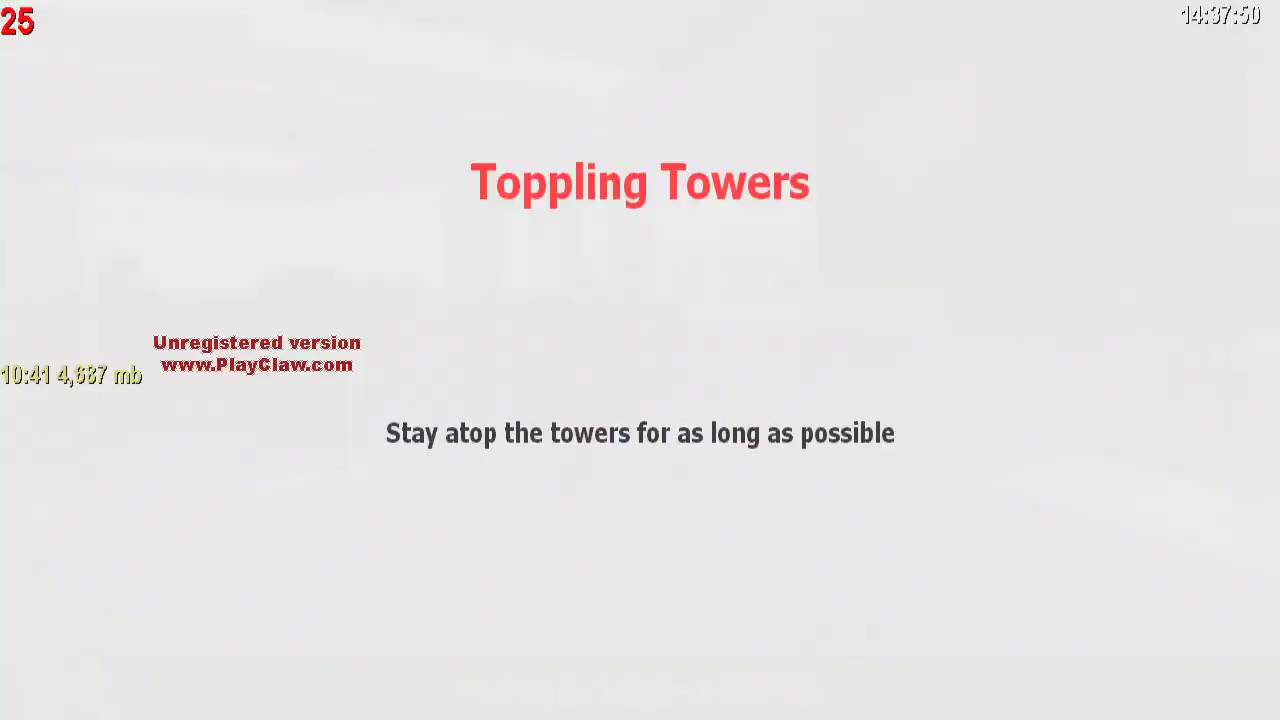 25
14:37:50
Toppling Towers
Unregistered version
www.PlayClaw.com
10:41 4,687 mb
Stay atop the towers for as long as possible